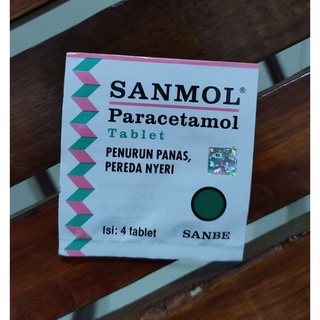 SANMOL®
Paracetamol
Tablet
PENURUN PANAS,
PEREDA NYERI
Isi: 4 tablet
SANBE